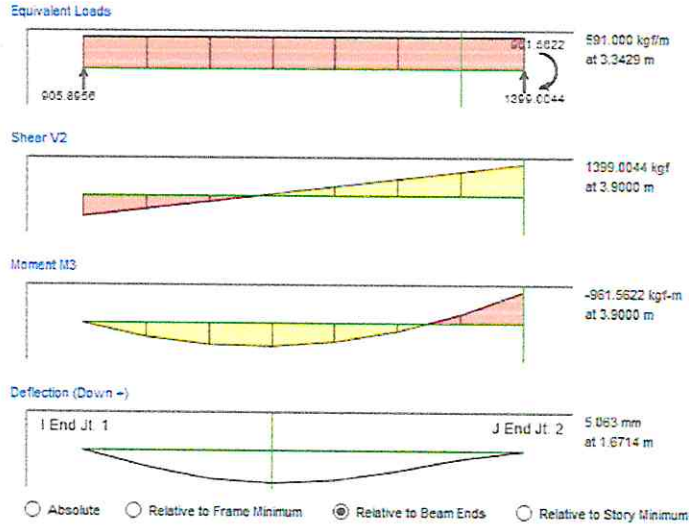 Equivalent Loads
961.5622
591.000 kgf/m
at 3.3429 m
905.8956
1399.0044
Shear V2
1399.0044 kgf
at 3.9000 m
Moment M3
-961.5622 kgf-m
at 3.9000 m
Deflection (Down +)
I End Jt. 1
J End Jt. 2
5.063 mm
at 1.6714 m
Absolute
Relative to Frame Minimum
Relative to Beam Ends
Relative to Story Minimum